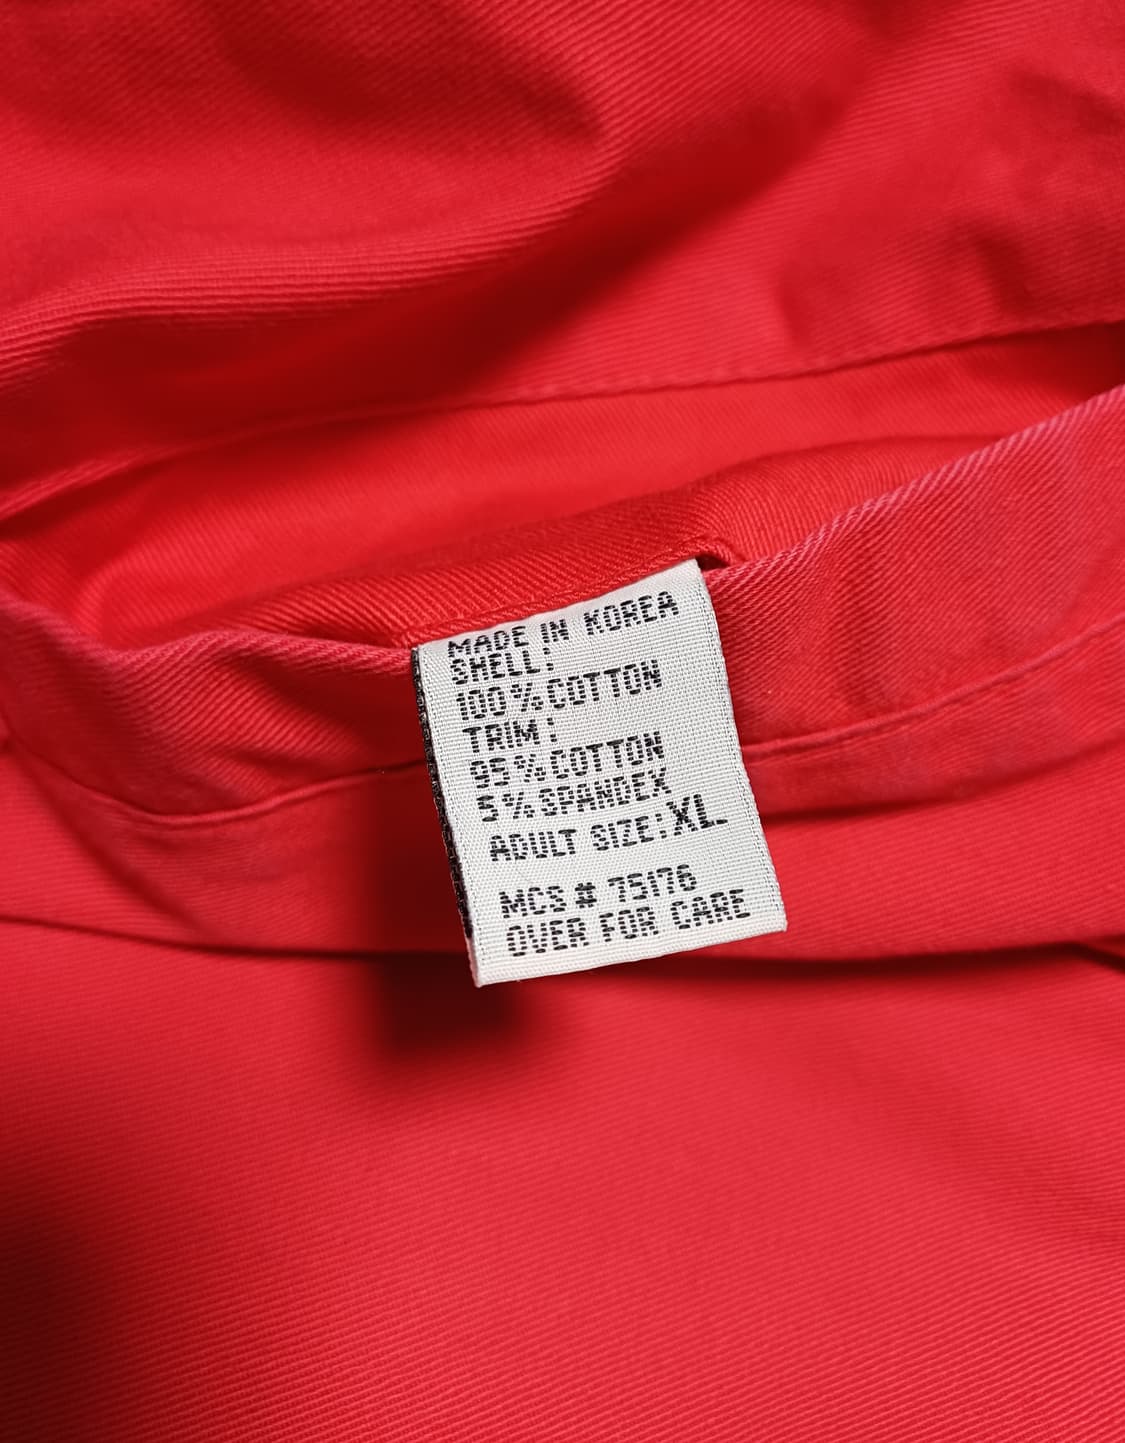 MADE IN KOREA
SHELL:
100%COTTON
TRIM:
95%COTTON
5%SPANDEX
ADULT SIZE:XL
MCS # 75176
OVER FOR CARE